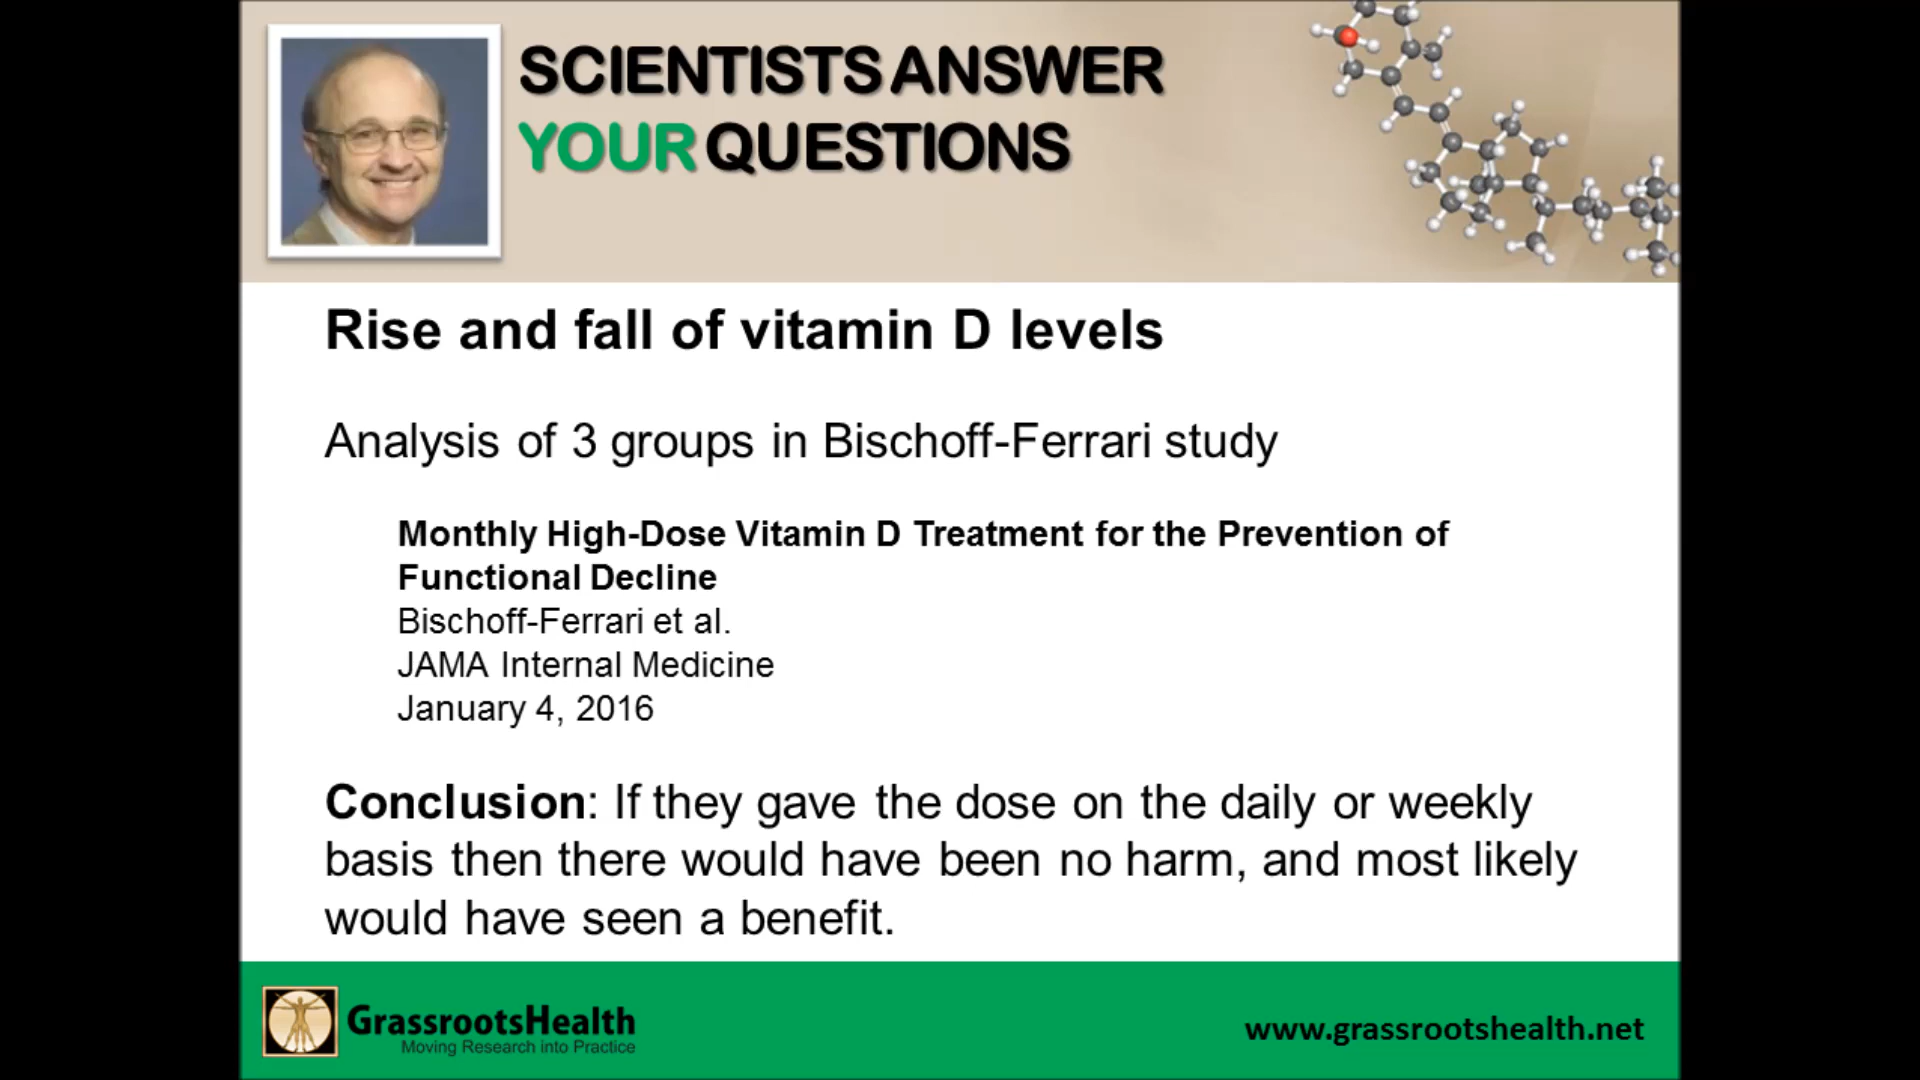 SCIENTISTS ANSWER
YOUR QUESTIONS
Rise and fall of vitamin D levels
Analysis of 3 groups in Bischoff-Ferrari study
Monthly High-Dose Vitamin D Treatment for the Prevention of
Functional Decline
Bischoff-Ferrari et al.
JAMA Internal Medicine
January 4, 2016
Conclusion: If they gave the dose on the daily or weekly
basis then there would have been no harm, and most likely
would have seen a benefit.
GrassrootsHealth
Moving Research into Practice
www.grassrootshealth.net